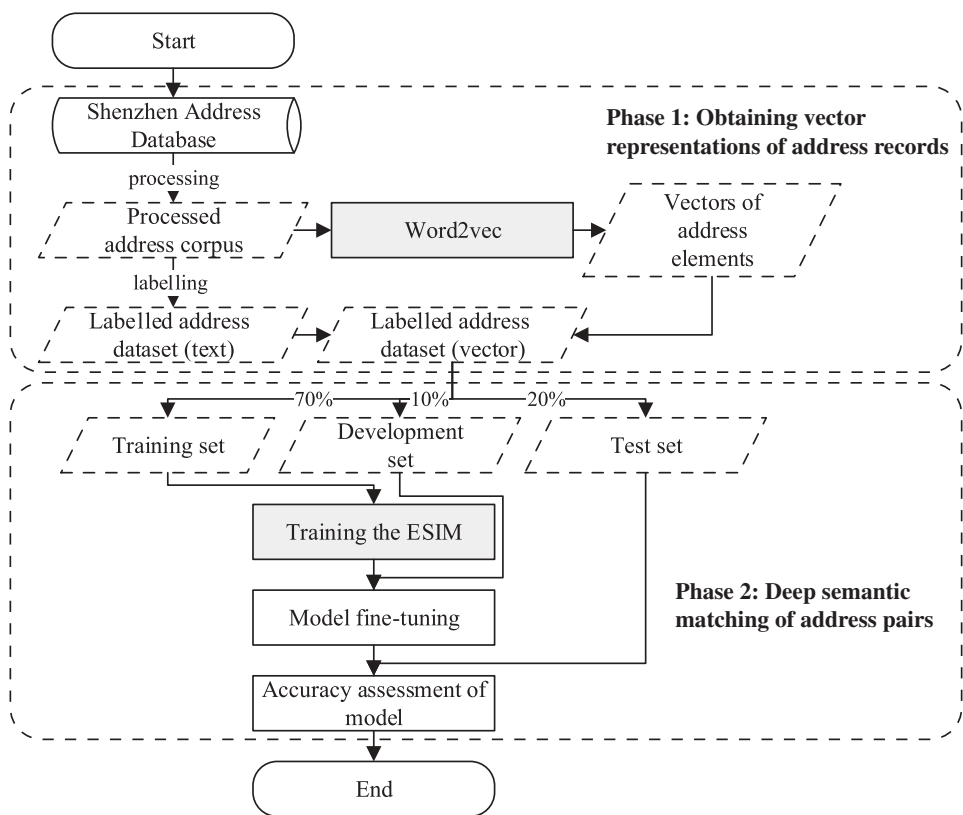 Start
Shenzhen Address
Database
Phase 1: Obtaining vector
representations of address records
processing
Processed
address corpus
Word2vec
Vectors of
address
elements
labelling
Labelled address
dataset (text)
Labelled address
dataset (vector)
70%
10%
20%
Training set
Development
set
Test set
Training the ESIM
Model fine-tuning
Phase 2: Deep semantic
matching of address pairs
Accuracy assessment of
model
End